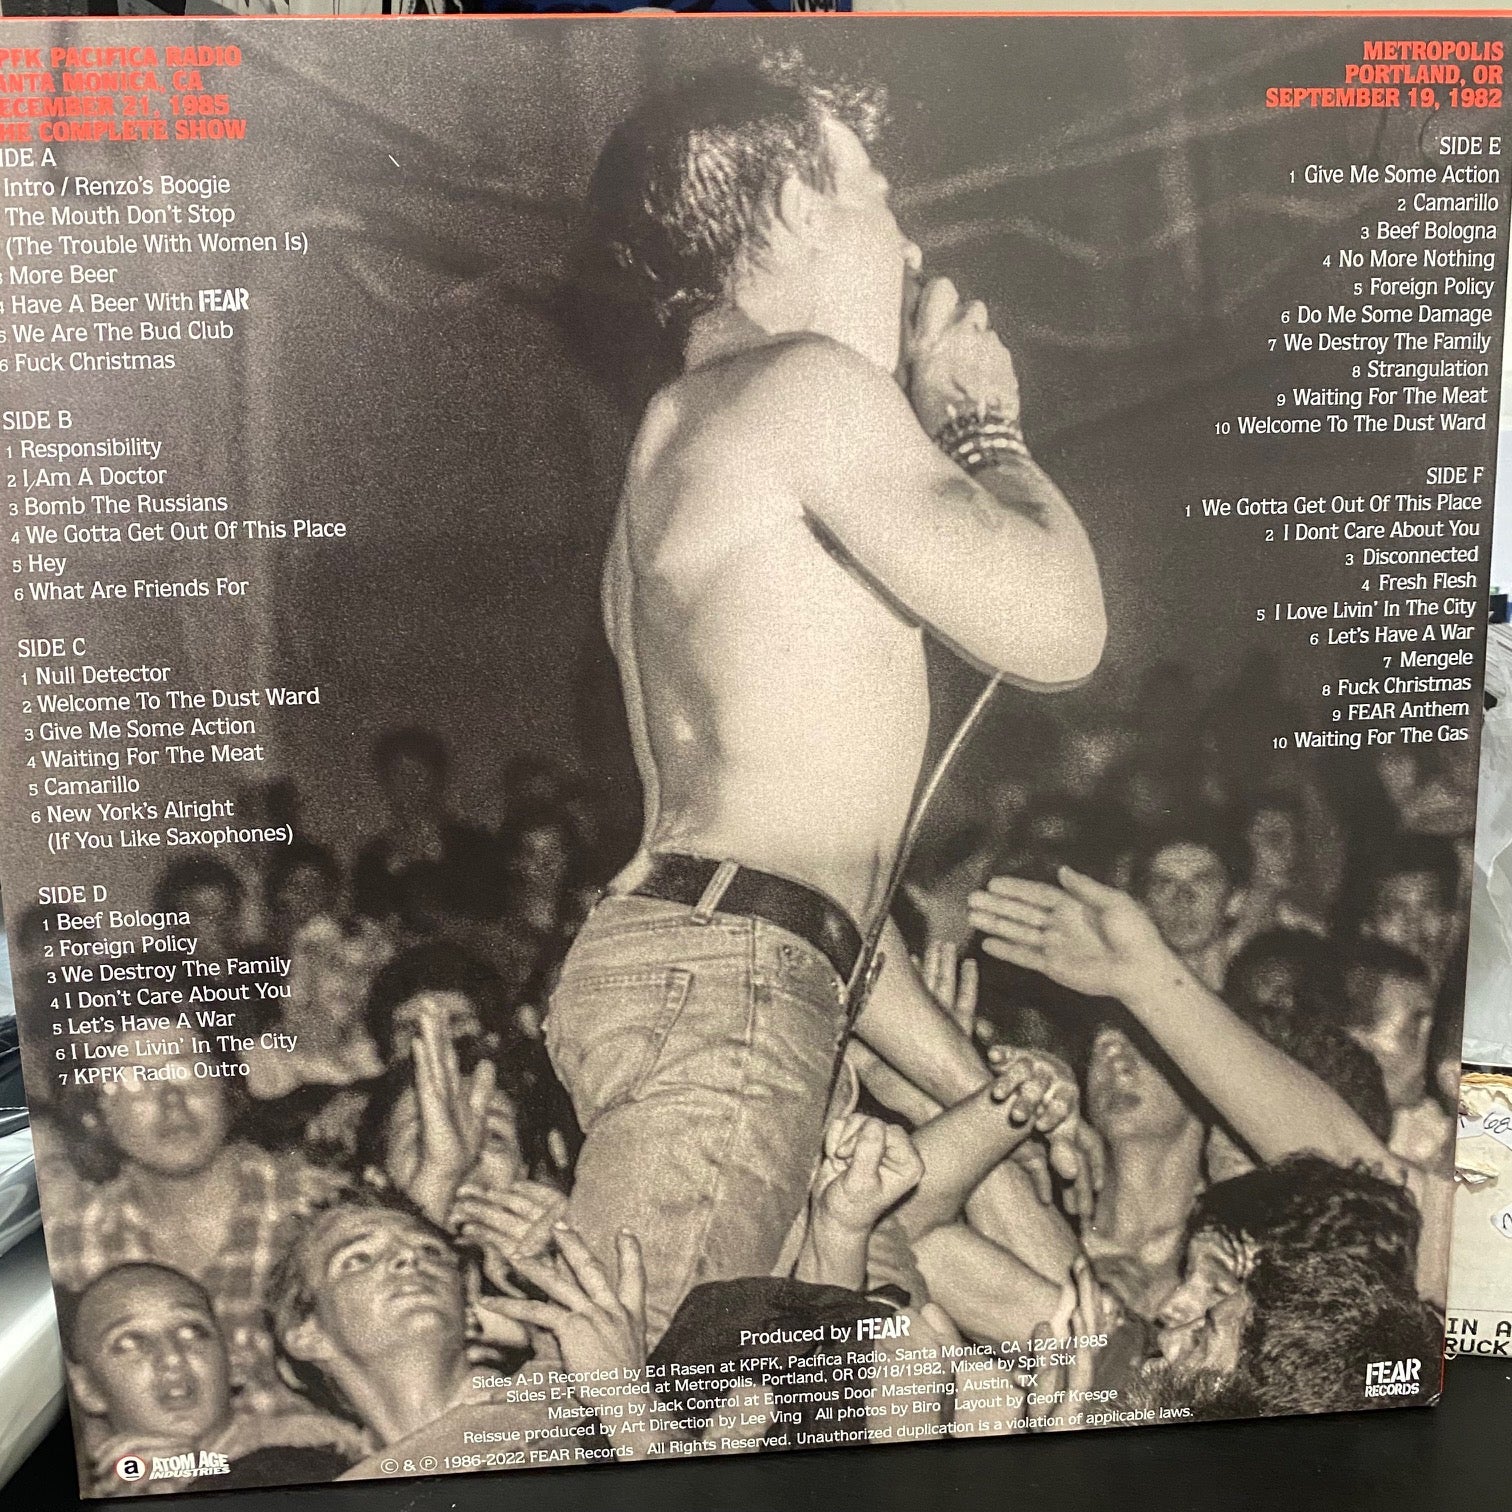 PFK PACIFICA RADIO
ANTA MONICA, CA
ECEMBER 21, 1985
HE COMPLETE SHOW
IDE A
Intro / Renzo's Boogie
The Mouth Don't Stop
(The Trouble With Women Is)
3 More Beer
4 Have A Beer With FEAR
5 We Are The Bud Club
6 Fuck Christmas
SIDE B
1 Responsibility
2 I Am A Doctor
3 Bomb The Russians
4 We Gotta Get Out Of This Place
5 Hey
6 What Are Friends For
SIDE C
1 Null Detector
2 Welcome To The Dust Ward
3 Give Me Some Action
4 Waiting For The Meat
5 Camarillo
6 New York's Alright
(If You Like Saxophones)
SIDE D
1 Beef Bologna
2 Foreign Policy
3 We Destroy The Family
4 I Don't Care About You
5 Let's Have A War
6 I Love Livin' In The City
7 KPFK Radio Outro
METROPOLIS
PORTLAND, OR
SEPTEMBER 19, 1982
SIDE E
1 Give Me Some Action
2 Camarillo
3 Beef Bologna
4 No More Nothing
5 Foreign Policy
6 Do Me Some Damage
7 We Destroy The Family
8 Strangulation
9 Waiting For The Meat
10 Welcome To The Dust Ward
SIDE F
1 We Gotta Get Out Of This Place
2 I Dont Care About You
3 Disconnected
4 Fresh Flesh
5 I Love Livin' In The City
6 Let's Have A War
7 Mengele
8 Fuck Christmas
9 FEAR Anthem
10 Waiting For The Gas
Produced by FEAR
Sides A-D Recorded by Ed Rasen at KPFK, Pacifica Radio, Santa Monica, CA 12/21/1985
Sides E-F Recorded at Metropolis, Portland, OR 09/18/1982, Mixed by Spit Stix
Mastering by Jack Control at Enormous Door Mastering, Austin, TX
Reissue produced by Art Direction by Lee Ving All photos by Biro Layout by Geoff Kresge
© & ℗ 1986-2022 FEAR Records All Rights Reserved. Unauthorized duplication is a violation of applicable laws.
a ATOM AGE
INDUSTRIES
FEAR
RECORDS
IN A
RUCK